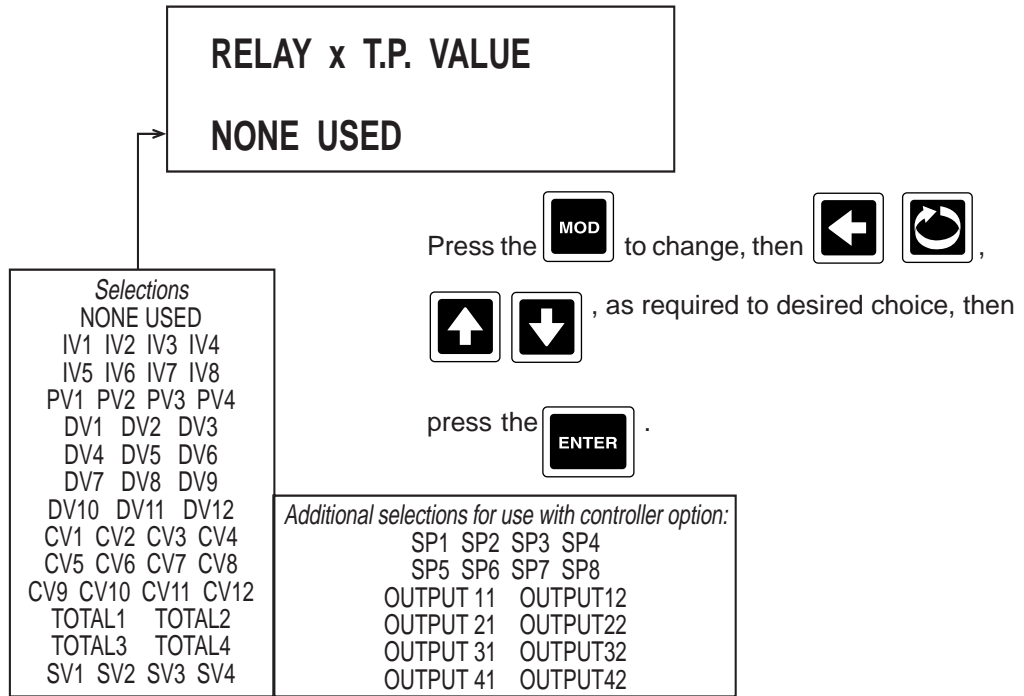 RELAY x T.P. VALUE
NONE USED
Press the MOD to change, then ,
, as required to desired choice, then
press the ENTER .
Selections
NONE USED
IV1 IV2 IV3 IV4
IV5 IV6 IV7 IV8
PV1 PV2 PV3 PV4
DV1 DV2 DV3
DV4 DV5 DV6
DV7 DV8 DV9
DV10 DV11 DV12
CV1 CV2 CV3 CV4
CV5 CV6 CV7 CV8
CV9 CV10 CV11 CV12
TOTAL1 TOTAL2
TOTAL3 TOTAL4
SV1 SV2 SV3 SV4
Additional selections for use with controller option:
SP1 SP2 SP3 SP4
SP5 SP6 SP7 SP8
OUTPUT 11 OUTPUT12
OUTPUT 21 OUTPUT22
OUTPUT 31 OUTPUT32
OUTPUT 41 OUTPUT42